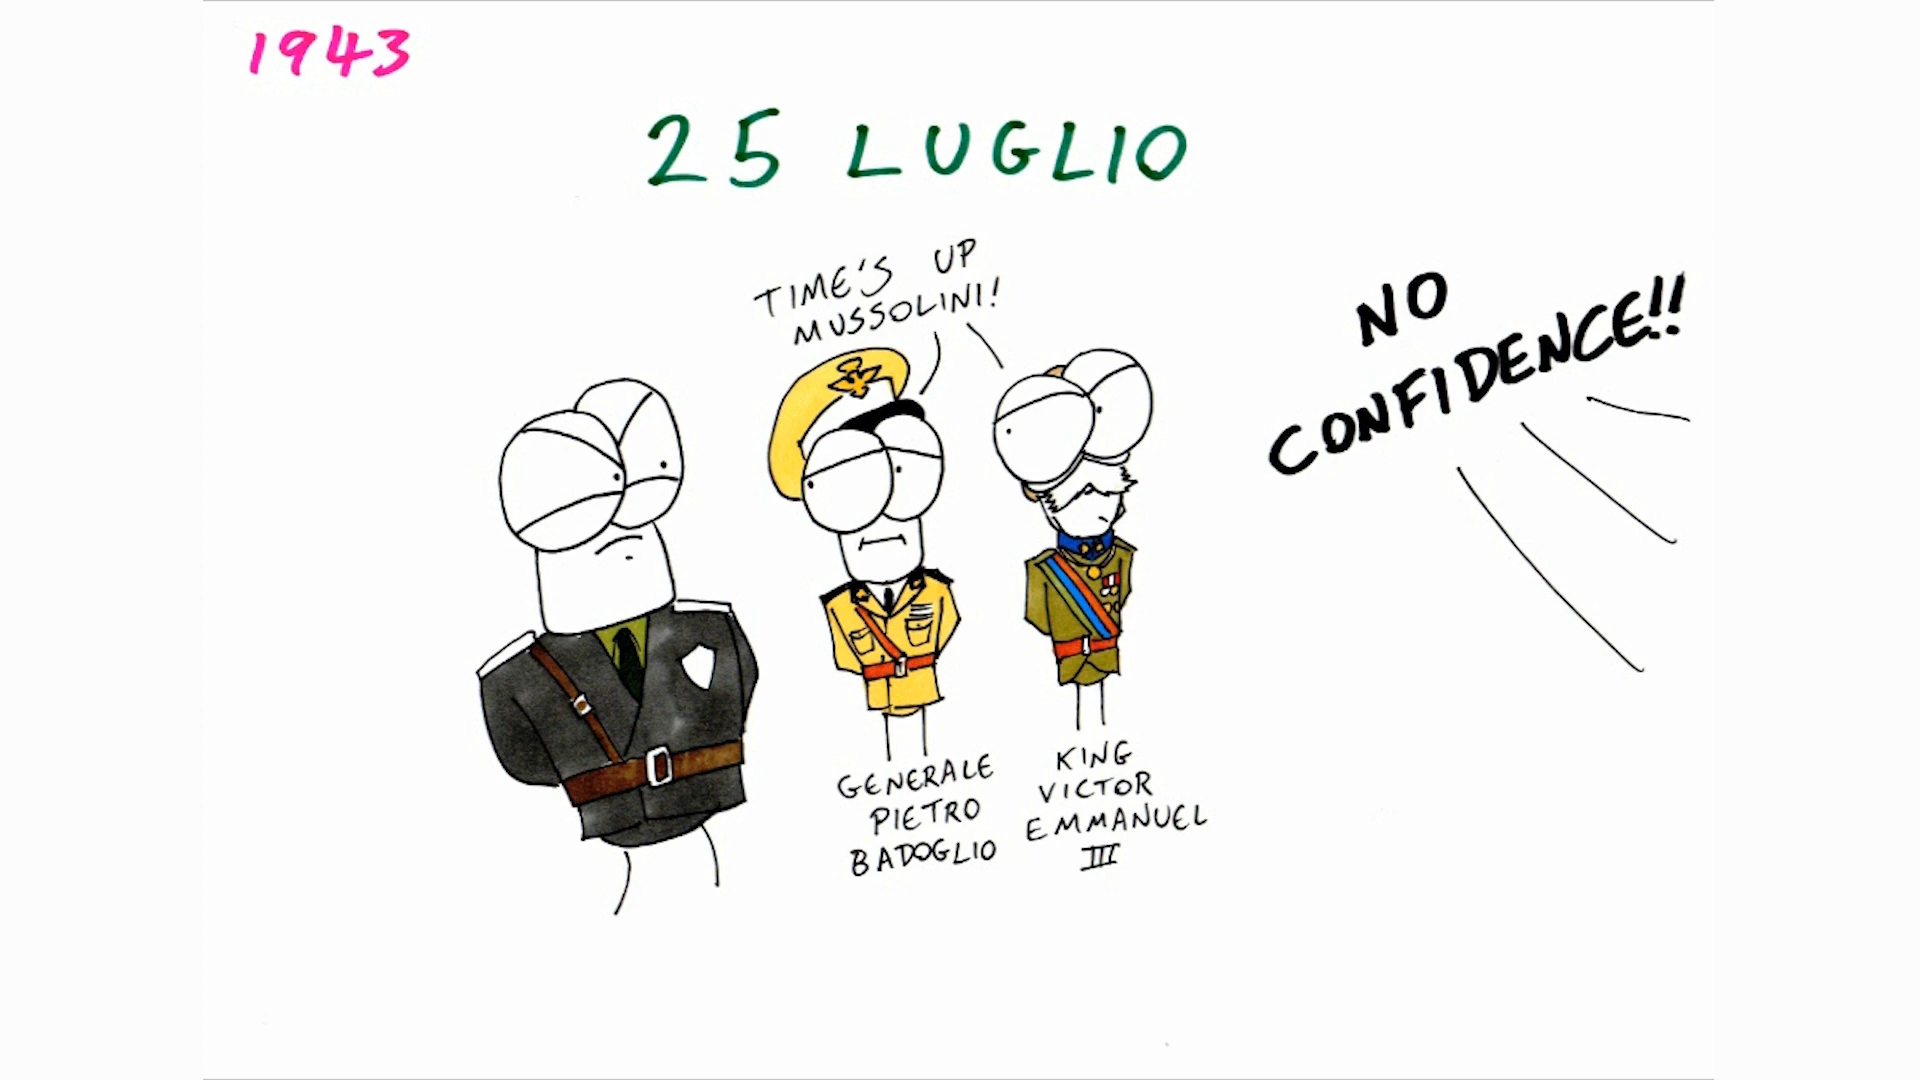 1943
25 LUGLIO
TIME'S UP
MUSSOLINI!
NO
CONFIDENCE!!
GENERALE
PIETRO
BADOGLIO
KING
VICTOR
EMMANUEL
III